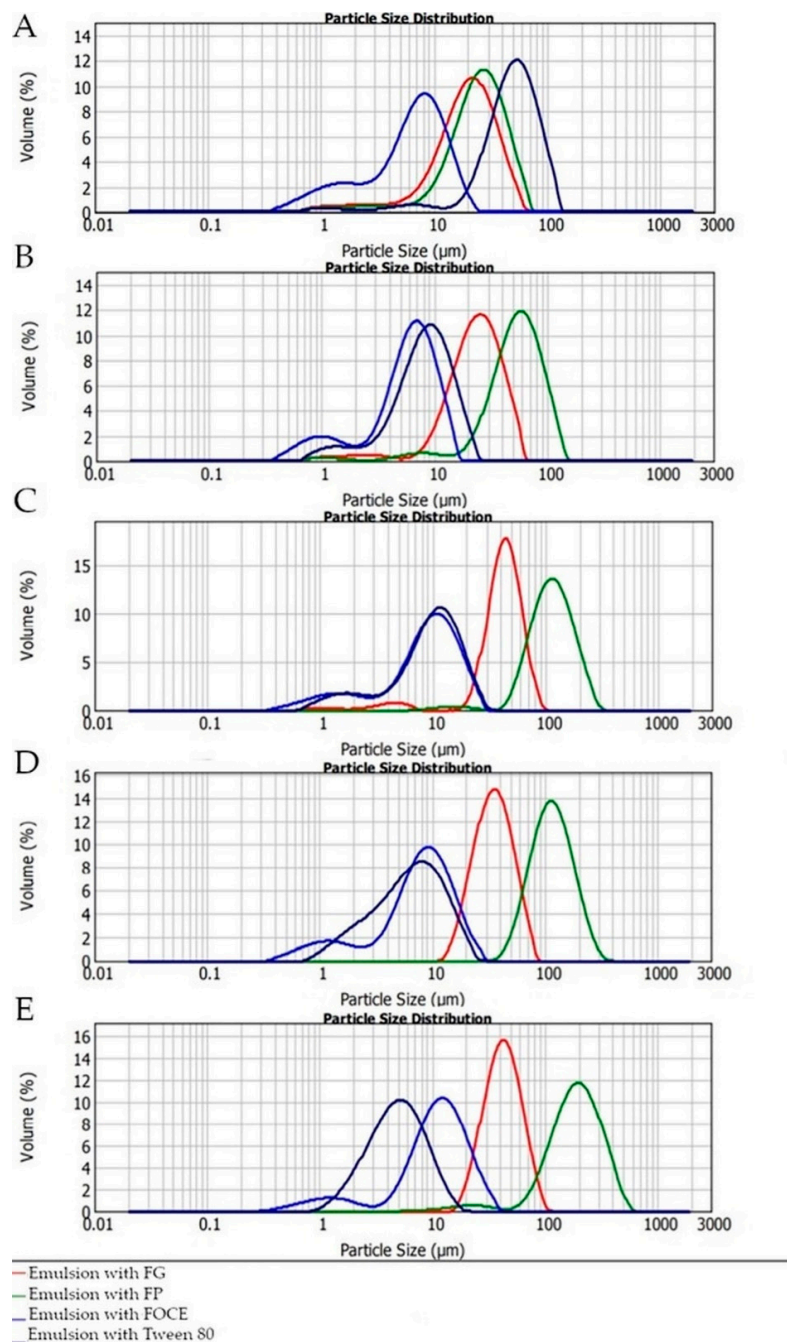 A
Particle Size Distribution
14
12
10
8
6
4
2
0
Volume (%)
0.01 0.1 1 10 100 1000 3000
Particle Size (µm)
B
Particle Size Distribution
14
12
10
8
6
4
2
0
Volume (%)
0.01 0.1 1 10 100 1000 3000
Particle Size (µm)
C
Particle Size Distribution
15
10
5
0
Volume (%)
0.01 0.1 1 10 100 1000 3000
Particle Size (µm)
D
Particle Size Distribution
16
14
12
10
8
6
4
2
0
Volume (%)
0.01 0.1 1 10 100 1000 3000
Particle Size (µm)
E
Particle Size Distribution
16
14
12
10
8
6
4
2
0
Volume (%)
0.01 0.1 1 10 100 1000 3000
Particle Size (µm)
Emulsion with FG
Emulsion with FP
Emulsion with FOCE
Emulsion with Tween 80